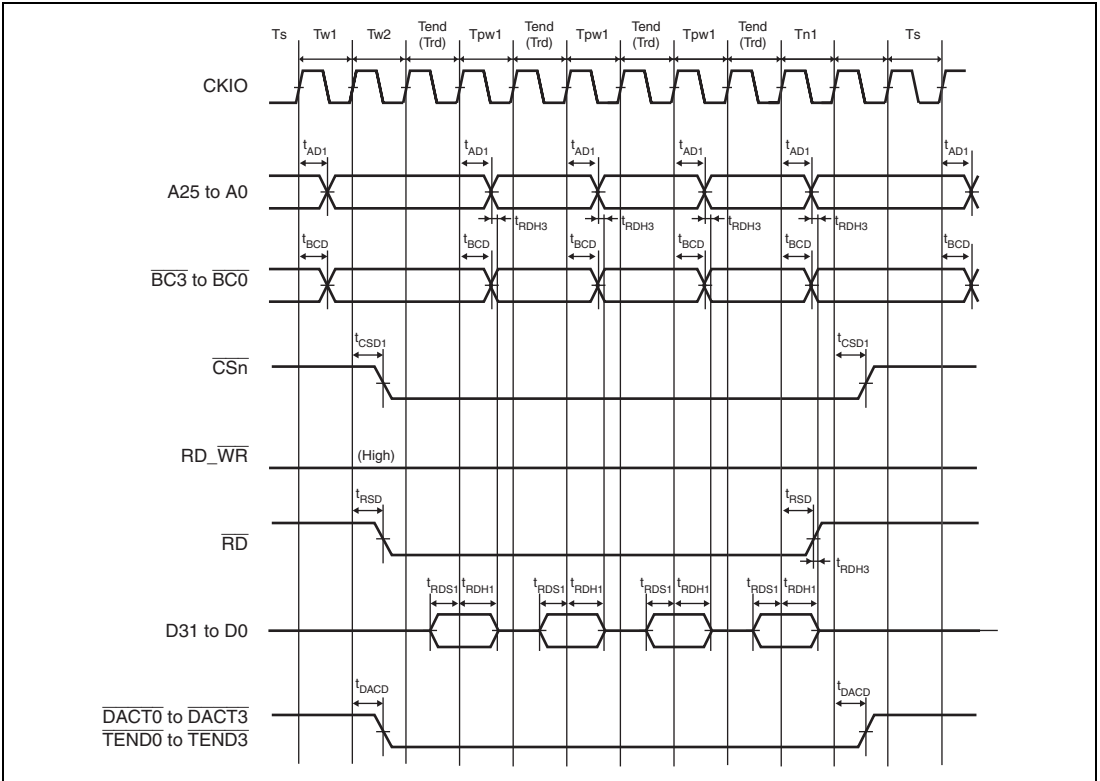 Ts Tw1 Tw2 Tend (Trd) Tpw1 Tend (Trd) Tpw1 Tend (Trd) Tpw1 Tend (Trd) Tn1 Ts
CKIO
tAD1 tAD1 tAD1 tAD1 tAD1 tAD1
A25 to A0
tRDH3 tRDH3 tRDH3 tRDH3
tBCD tBCD tBCD tBCD tBCD tBCD
BC3 to BC0
tCSD1 tCSD1
CSn
RD_WR (High)
tRSD tRSD
RD
tRDH3
tRDS1 tRDH1 tRDS1 tRDH1 tRDS1 tRDH1 tRDS1 tRDH1
D31 to D0
tDACD tDACD
DACT0 to DACT3
TEND0 to TEND3